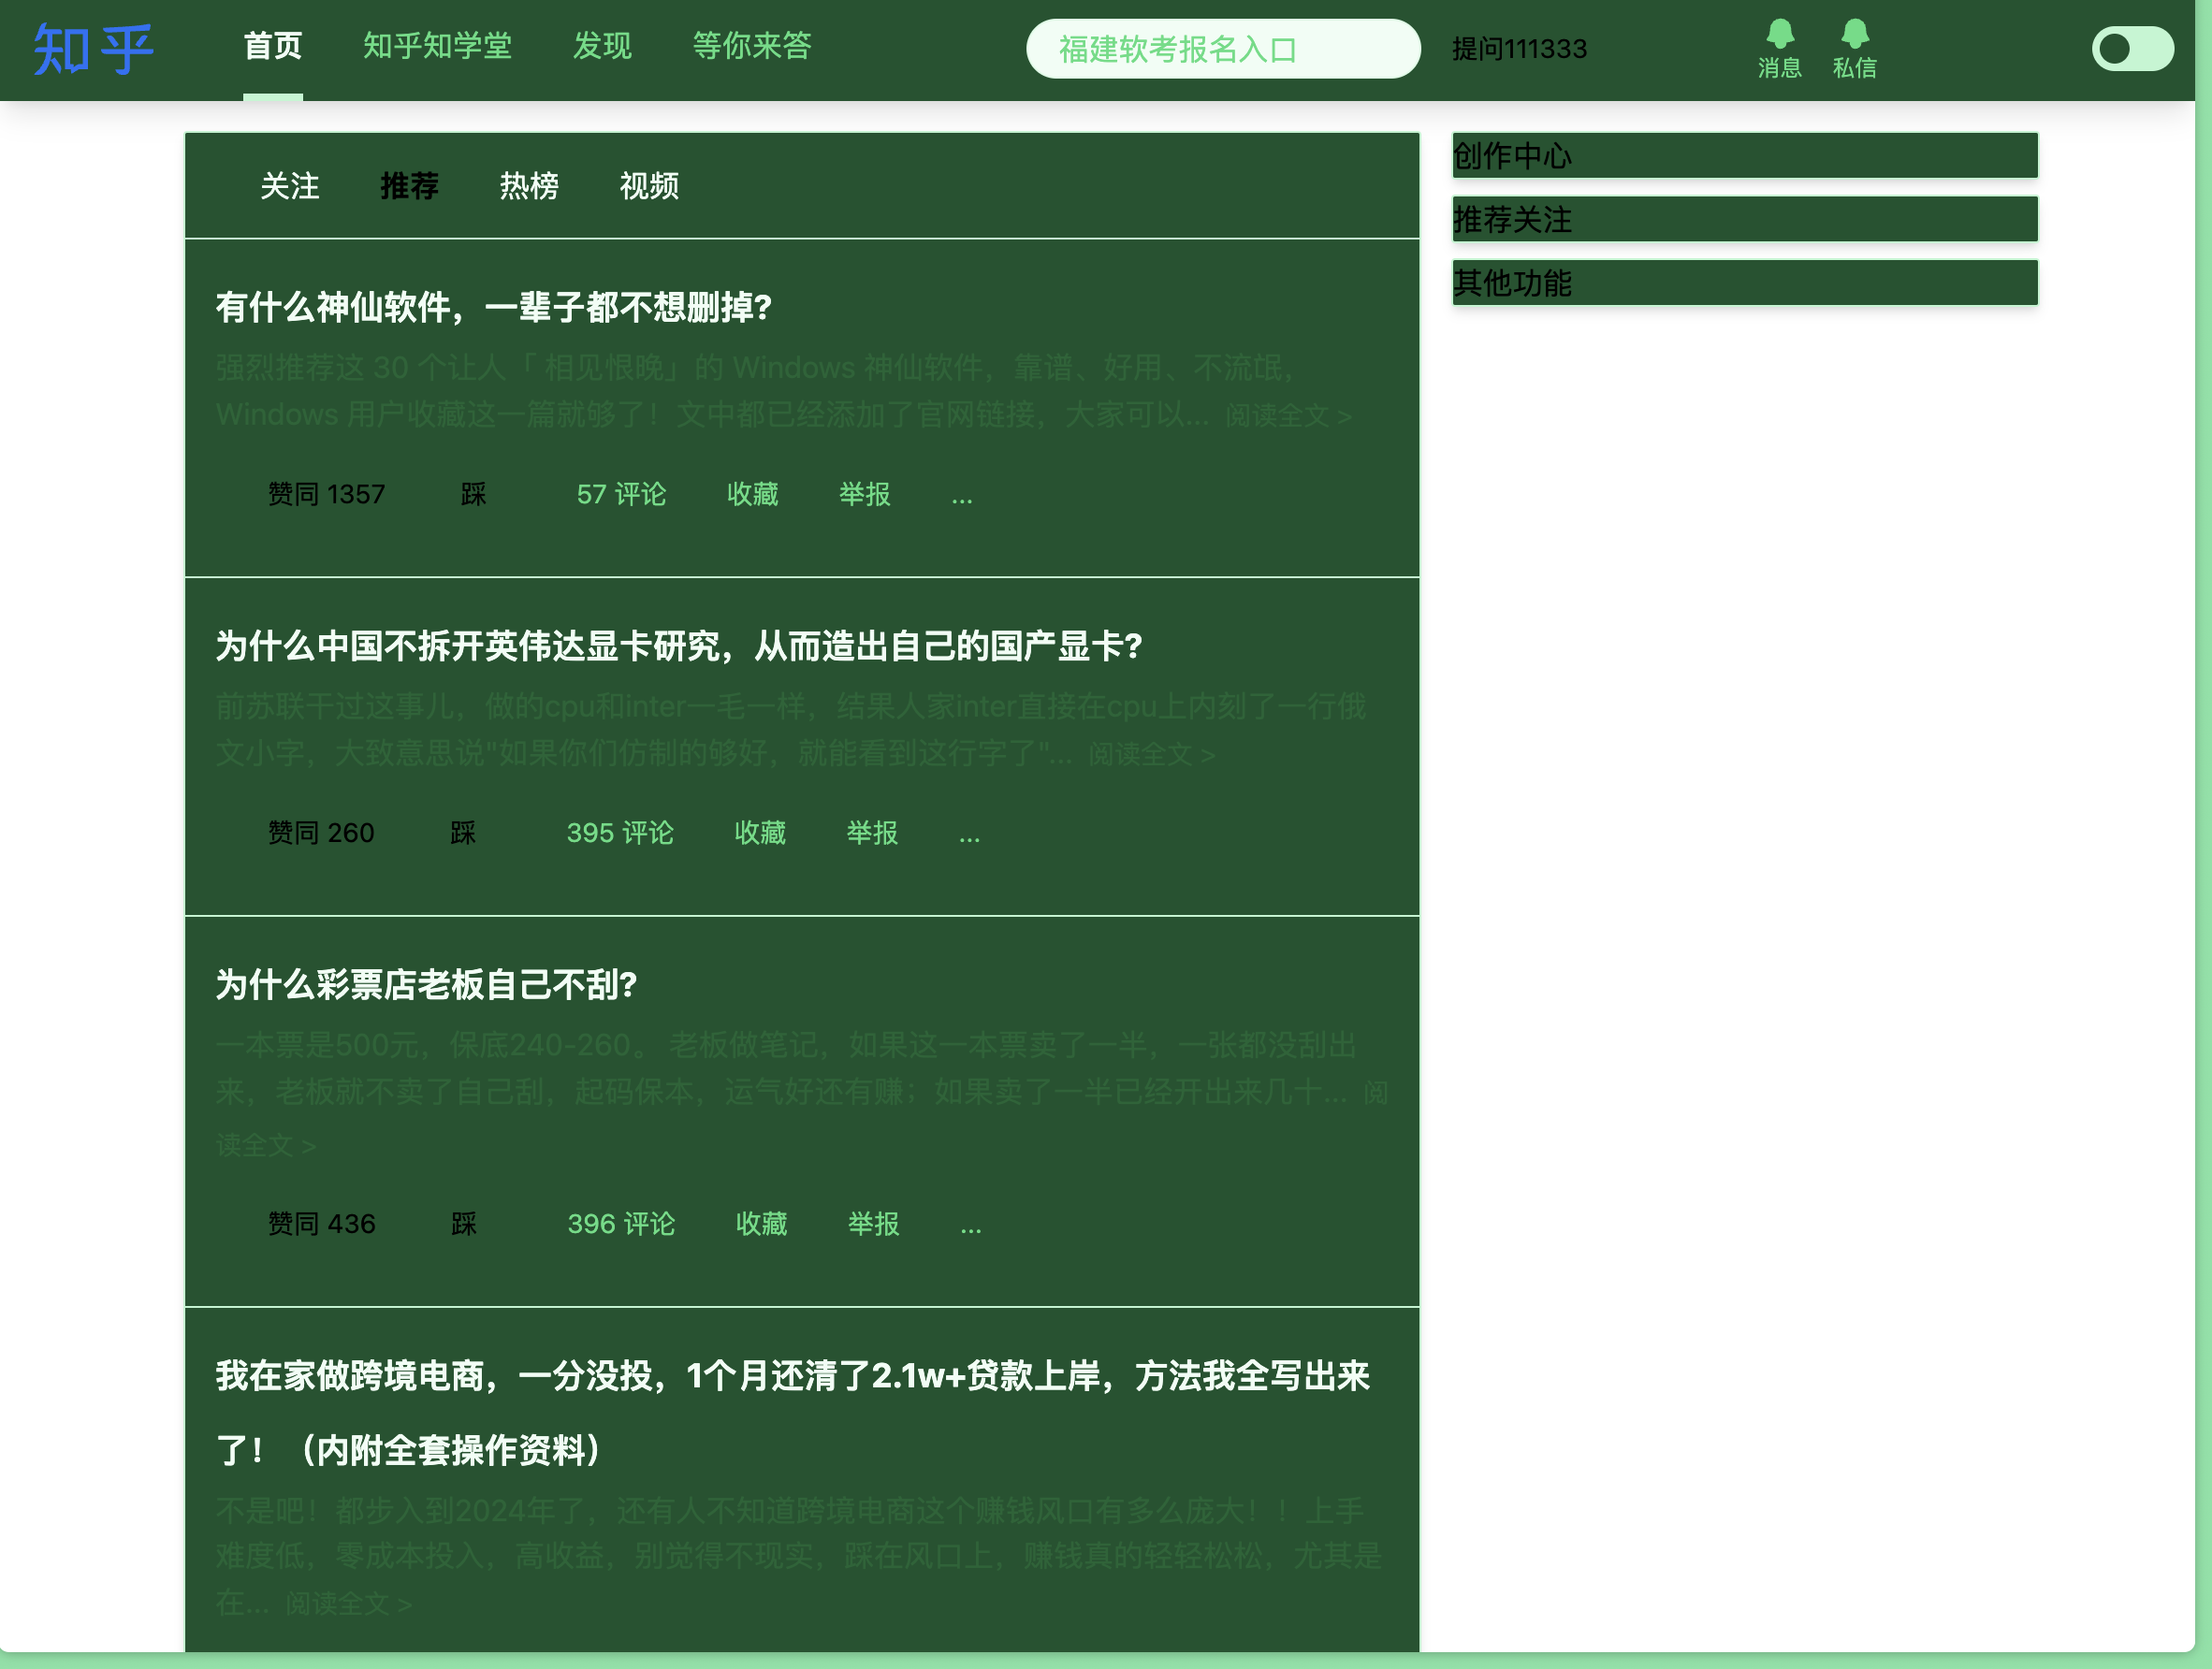 知乎 首页 知乎知学堂 发现 等你来答 福建软考报名入口 提问111333 消息 私信
关注 推荐 热榜 视频
有什么神仙软件，一辈子都不想删掉?
强烈推荐这 30 个让人「 相见恨晚」的 Windows 神仙软件，靠谱、好用、不流氓，
Windows 用户收藏这一篇就够了！文中都已经添加了官网链接，大家可以... 阅读全文 >
赞同 1357 踩 57 评论 收藏 举报 ...
为什么中国不拆开英伟达显卡研究，从而造出自己的国产显卡?
前苏联干过这事儿，做的cpu和inter一毛一样，结果人家inter直接在cpu上内刻了一行俄
文小字，大致意思说"如果你们仿制的够好，就能看到这行字了"... 阅读全文 >
赞同 260 踩 395 评论 收藏 举报 ...
为什么彩票店老板自己不刮?
一本票是500元，保底240-260。 老板做笔记，如果这一本票卖了一半，一张都没刮出
来，老板就不卖了自己刮，起码保本，运气好还有赚；如果卖了一半已经开出来几十... 阅
读全文 >
赞同 436 踩 396 评论 收藏 举报 ...
我在家做跨境电商，一分没投，1个月还清了2.1w+贷款上岸，方法我全写出来
了！（内附全套操作资料）
不是吧！都步入到2024年了，还有人不知道跨境电商这个赚钱风口有多么庞大！！上手
难度低，零成本投入，高收益，别觉得不现实，踩在风口上，赚钱真的轻轻松松，尤其是
在... 阅读全文 >
创作中心
推荐关注
其他功能